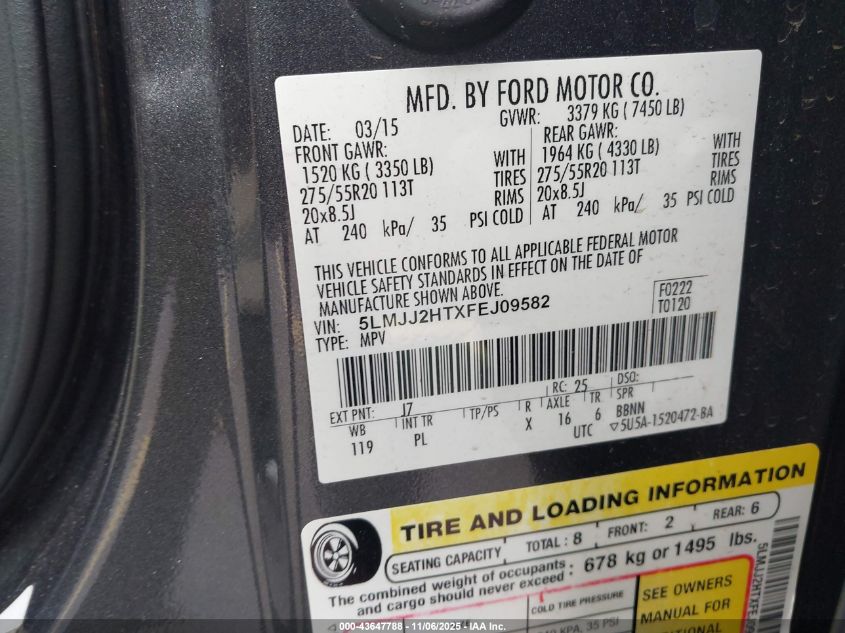 MFD. BY FORD MOTOR CO.
DATE: 03/15 GVWR: 3379 KG ( 7450 LB)
FRONT GAWR: REAR GAWR:
1520 KG ( 3350 LB) WITH 1964 KG ( 4330 LB) WITH
275/55R20 113T TIRES 275/55R20 113T TIRES
20x8.5J RIMS 20x8.5J RIMS
AT 240 kPa/ 35 PSI COLD AT 240 kPa/ 35 PSI COLD
THIS VEHICLE CONFORMS TO ALL APPLICABLE FEDERAL MOTOR
VEHICLE SAFETY STANDARDS IN EFFECT ON THE DATE OF
MANUFACTURE SHOWN ABOVE.
VIN: 5LMJJ2HTXFEJ09582 F0222
TYPE: MPV T0120
EXT PNT: J7 RC: 25 DSO:
WB INT TR TP/PS R AXLE TR SPR
119 PL X 16 6 BBNN
UTC ▽5U5A-1520472-BA
TIRE AND LOADING INFORMATION
SEATING CAPACITY TOTAL : 8 FRONT: 2 REAR: 6
The combined weight of occupants and cargo should never exceed : 678 kg or 1495 lbs.
COLD TIRE PRESSURE
SEE OWNERS
MANUAL FOR
ADDITIONAL
35 PSI
©-43647788 — 11/06/2025 — IAA Inc.